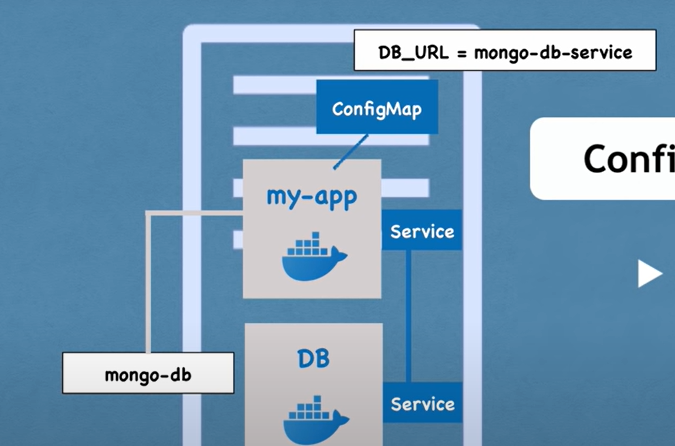 DB_URL = mongo-db-service
ConfigMap
my-app
Service
DB
mongo-db
Service